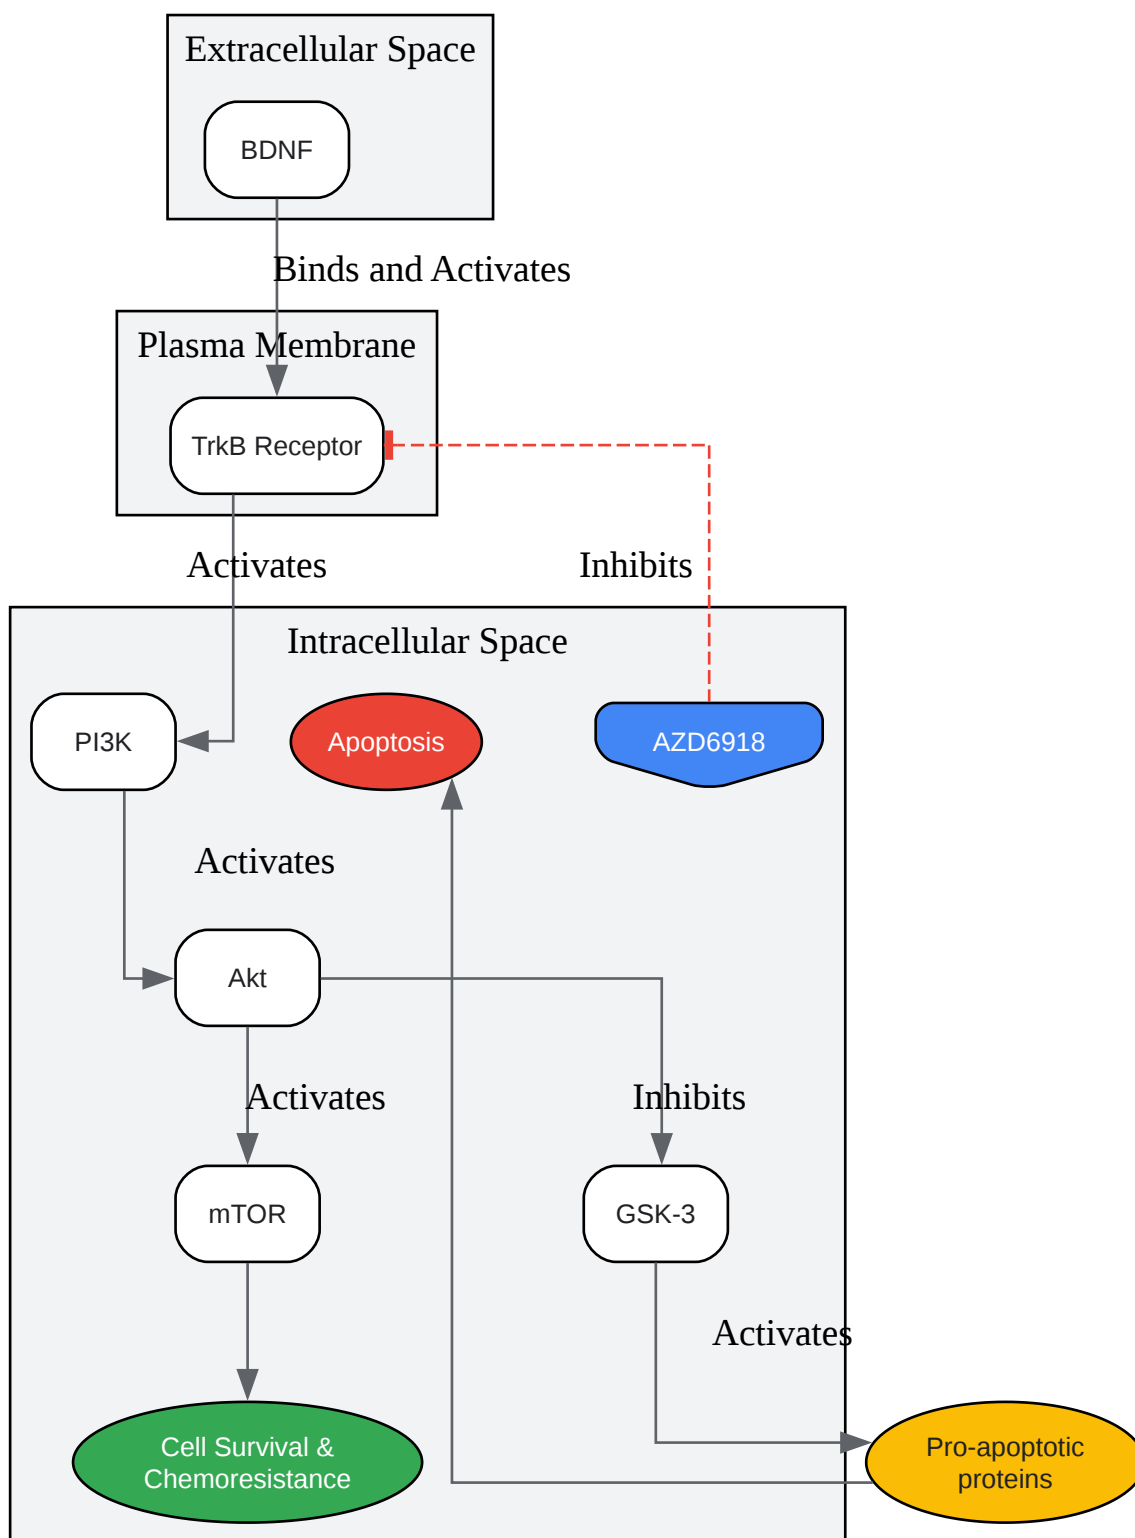 Extracellular Space
BDNF
Binds and Activates
Plasma Membrane
TrkB Receptor
Activates
Inhibits
Intracellular Space
PI3K
Apoptosis
AZD6918
Activates
Akt
Activates
Inhibits
mTOR
GSK-3
Activates
Cell Survival &
Chemoresistance
Pro-apoptotic
proteins